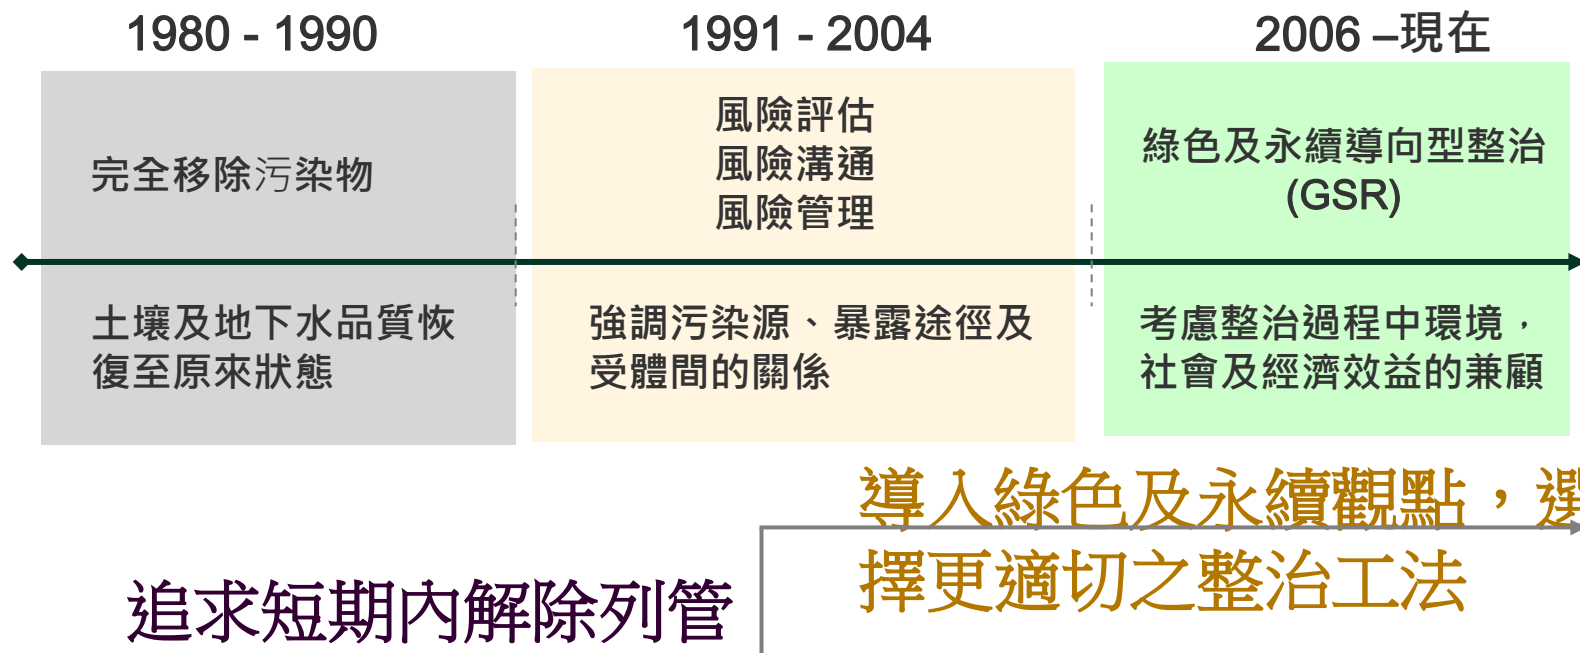 1980 - 1990
1991 - 2004
2006 –現在
完全移除污染物
風險評估
風險溝通
風險管理
綠色及永續導向型整治
(GSR)
土壤及地下水品質恢
復至原來狀態
強調污染源、暴露途徑及
受體間的關係
考慮整治過程中環境，
社會及經濟效益的兼顧
導入綠色及永續觀點，選
擇更適切之整治工法
追求短期內解除列管